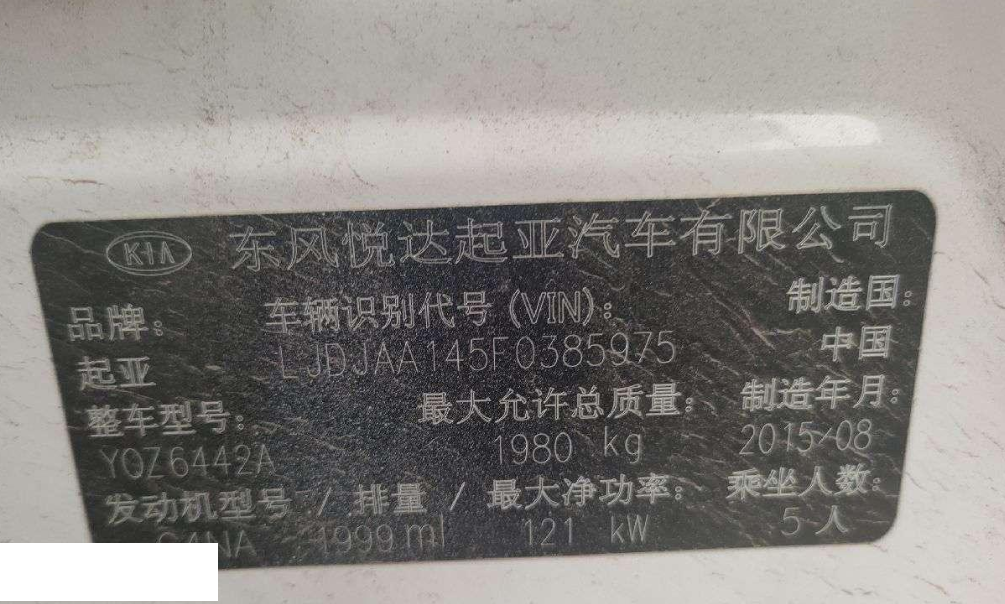 KIA 东风悦达起亚汽车有限公司
品牌: 车辆识别代号 (VIN): 制造国:
起亚 LJDJAA145F0385975 中国
整车型号: 最大允许总质量: 制造年月:
YQZ6442A 1980 kg 2015/08
发动机型号 / 排量 / 最大净功率: 乘坐人数:
G4NA 1999ml 121 kW 5人